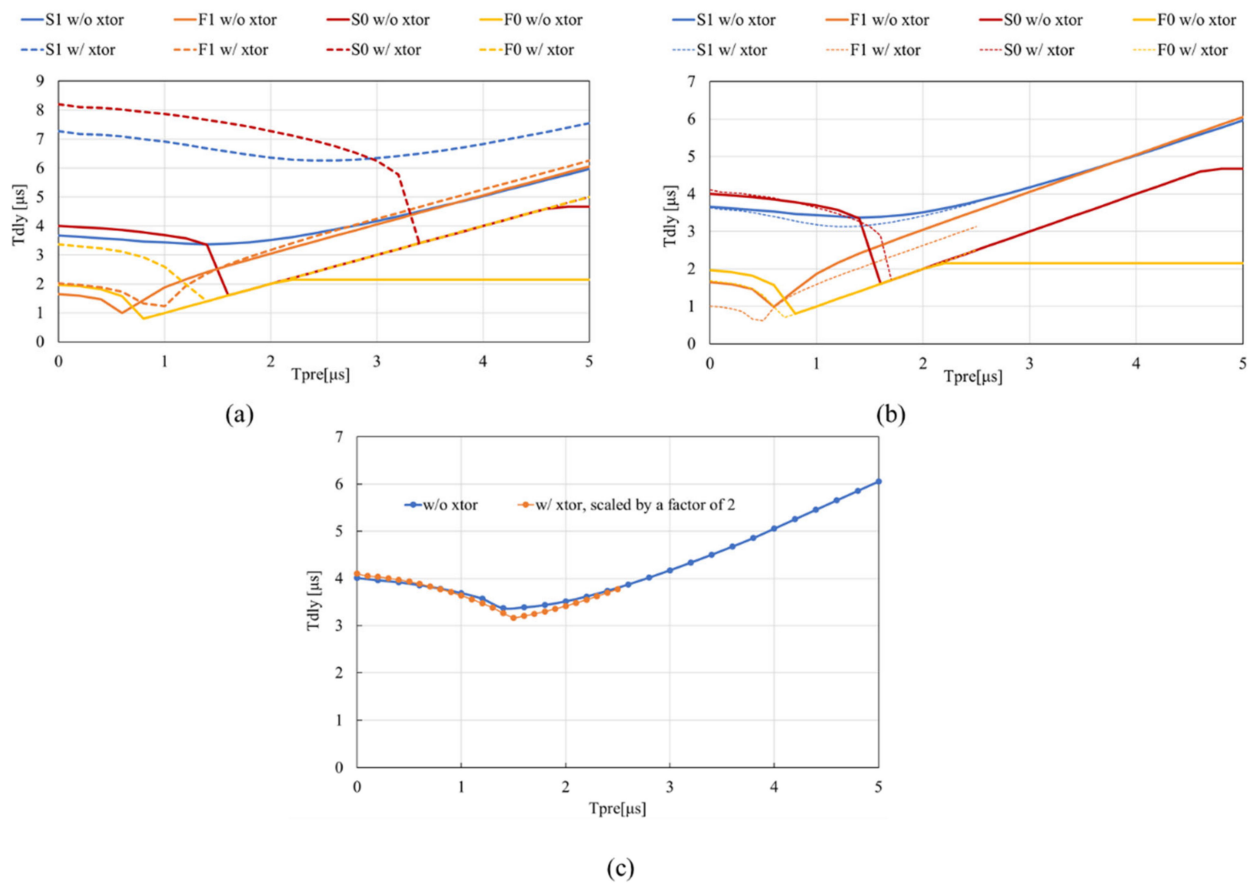 S1 w/o xtor F1 w/o xtor S0 w/o xtor F0 w/o xtor
S1 w/ xtor F1 w/ xtor S0 w/ xtor F0 w/ xtor
9
8
7
6
5
4
3
2
1
0
Tdly [µs]
0 1 2 3 4 5
Tpre[µs]
(a)
S1 w/o xtor F1 w/o xtor S0 w/o xtor F0 w/o xtor
S1 w/ xtor F1 w/ xtor S0 w/ xtor F0 w/ xtor
7
6
5
4
3
2
1
0
Tdly [µs]
0 1 2 3 4 5
Tpre[µs]
(b)
7
6
5
4
3
2
1
0
Tdly [µs]
w/o xtor w/ xtor, scaled by a factor of 2
0 1 2 3 4 5
Tpre[µs]
(c)